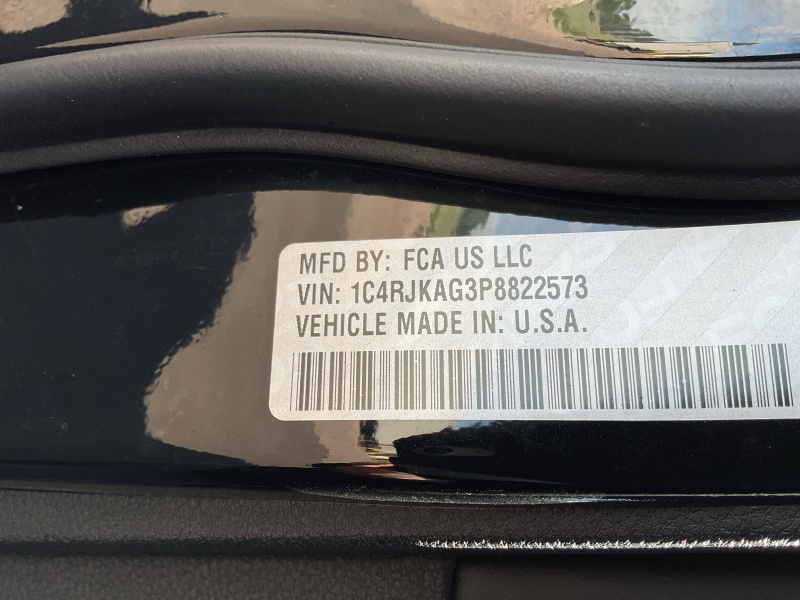 MFD BY: FCA US LLC
VIN: 1C4RJKAG3P8822573
VEHICLE MADE IN: U.S.A.